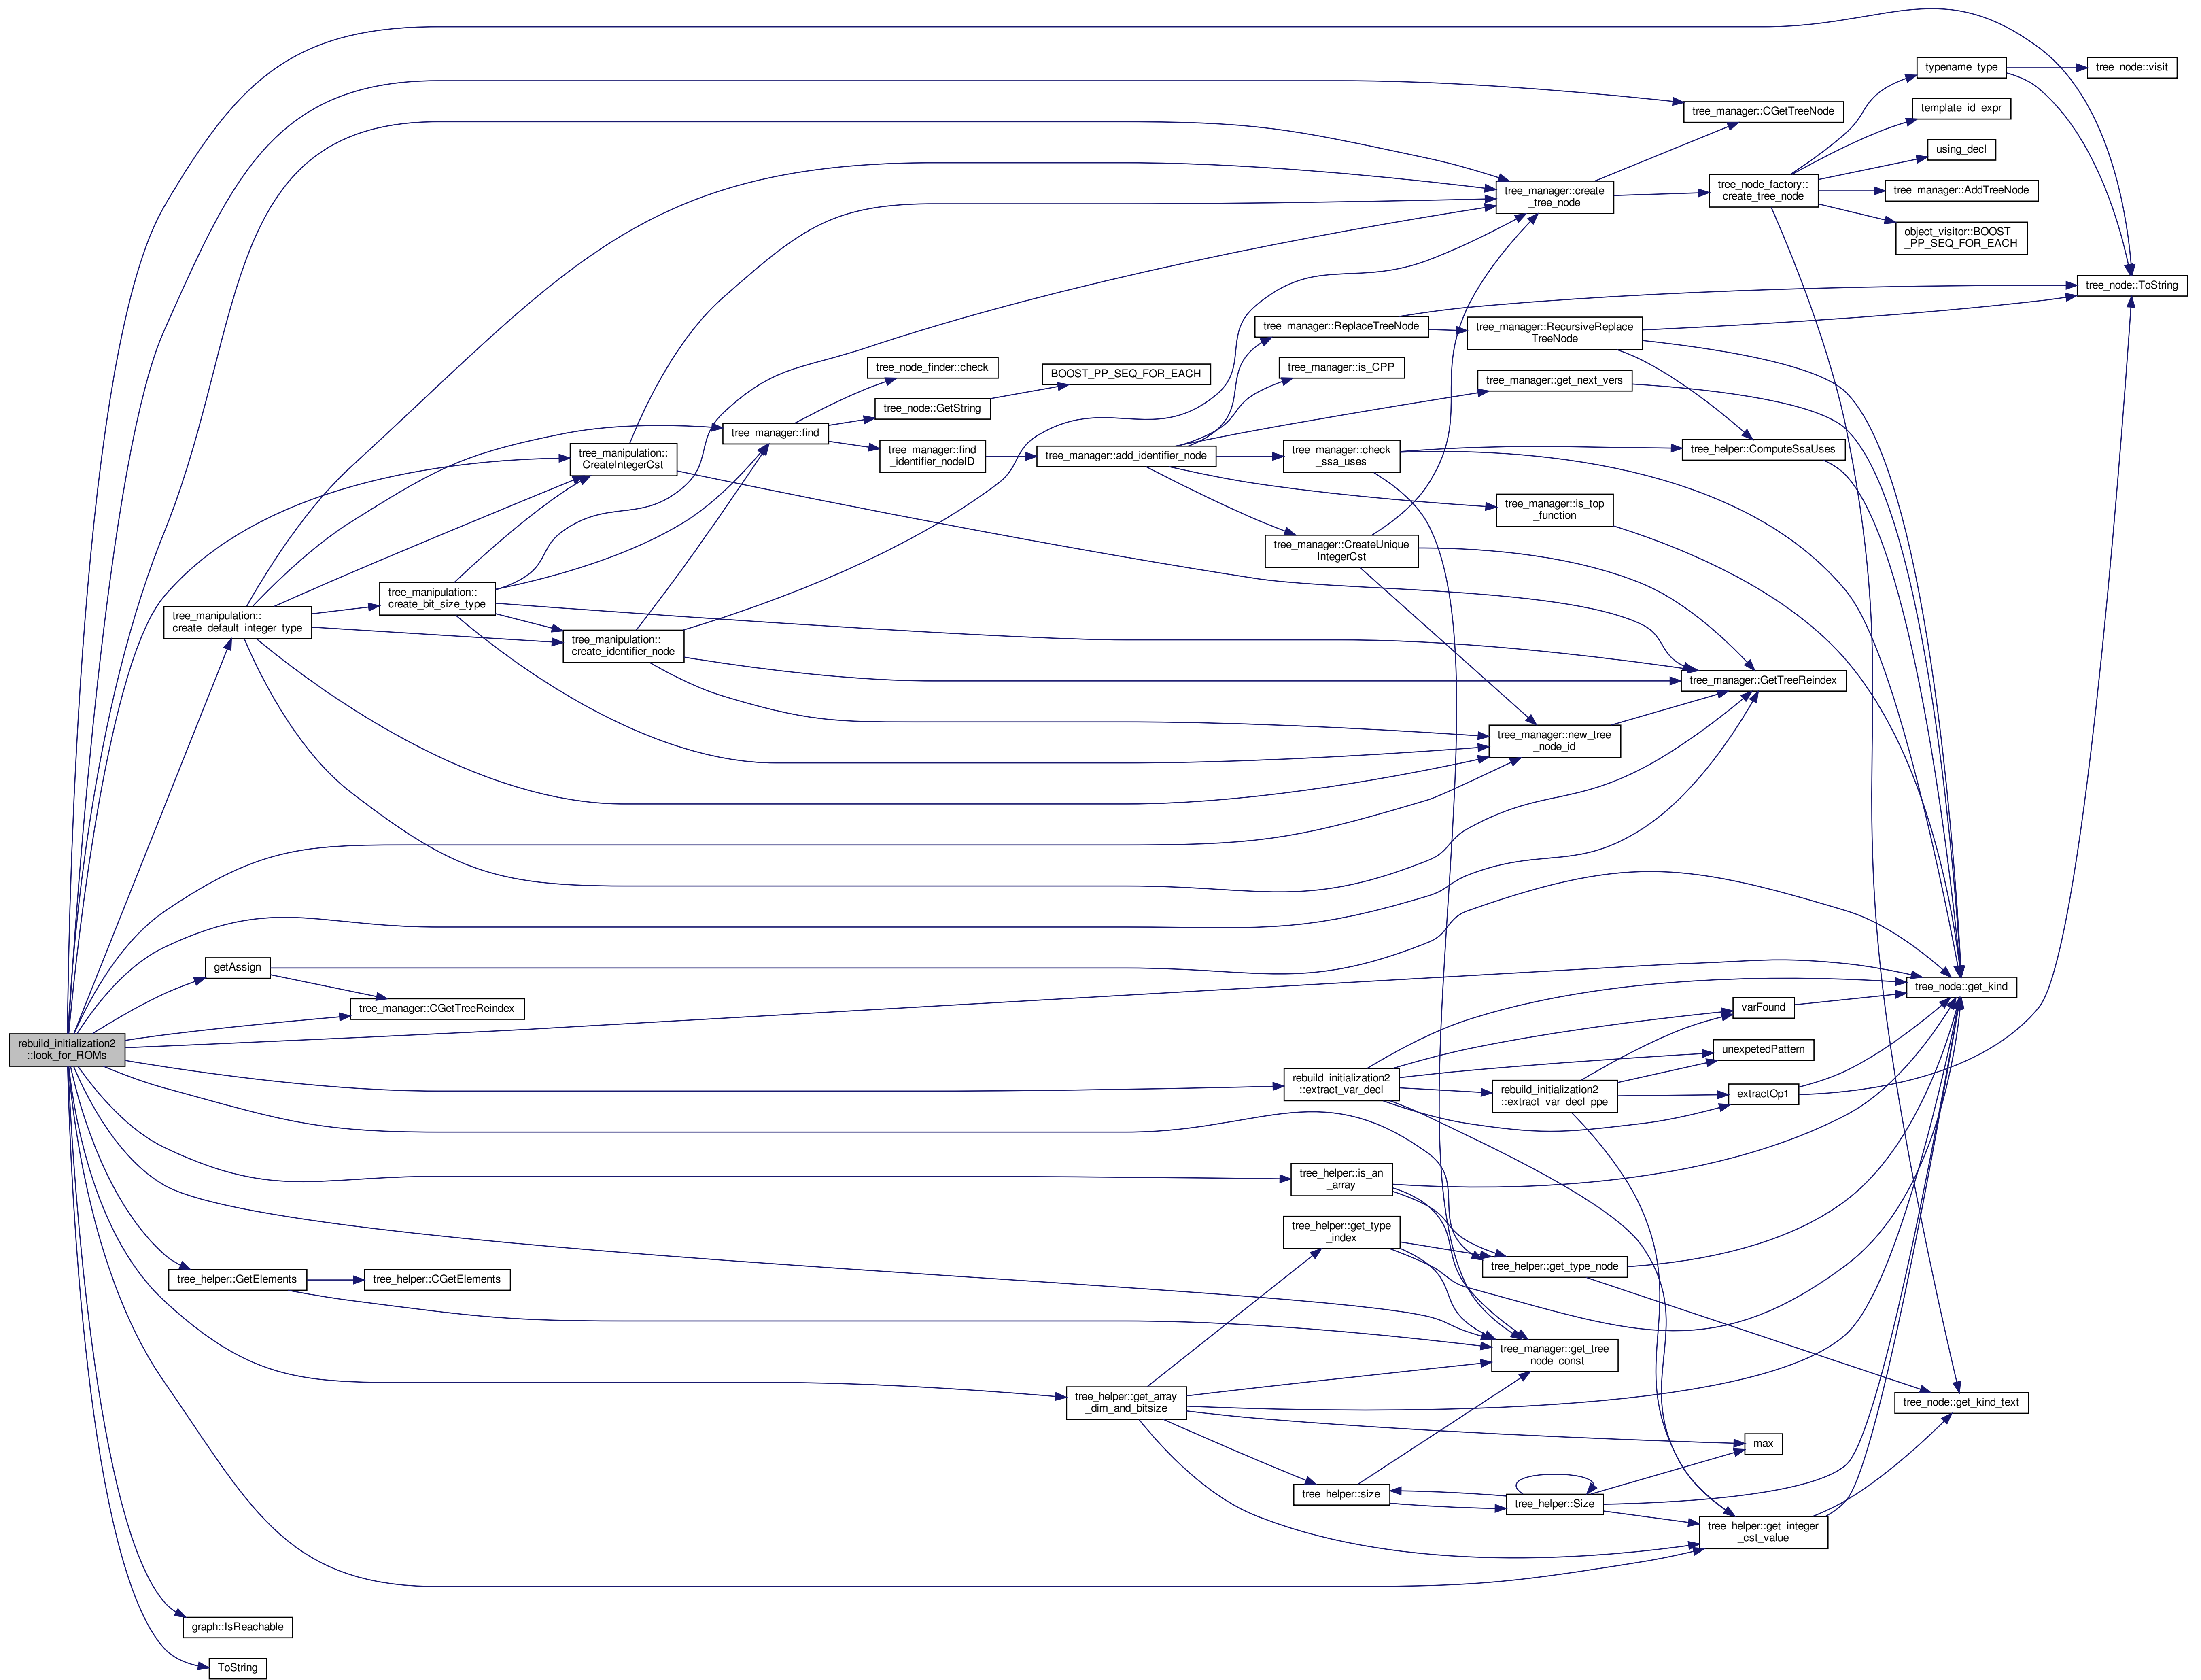 rebuild_initialization2
::look_for_ROMs
tree_manipulation::
create_default_integer_type
getAssign
tree_manager::CGetTreeReindex
tree_helper::GetElements
tree_helper::CGetElements
graph::IsReachable
ToString
tree_manipulation::
create_bit_size_type
tree_manipulation::
CreateIntegerCst
tree_manipulation::
create_identifier_node
tree_manager::find
tree_node_finder::check
tree_node::GetString
tree_manager::find
_identifier_nodeID
BOOST_PP_SEQ_FOR_EACH
tree_manager::add_identifier_node
tree_manager::ReplaceTreeNode
tree_manager::is_CPP
tree_manager::check
_ssa_uses
tree_manager::CreateUnique
IntegerCst
rebuild_initialization2
::extract_var_decl
tree_helper::is_an
_array
tree_helper::get_type
_index
tree_helper::get_array
_dim_and_bitsize
tree_helper::size
tree_manager::create
_tree_node
tree_manager::RecursiveReplace
TreeNode
tree_manager::get_next_vers
tree_manager::is_top
_function
tree_manager::new_tree
_node_id
rebuild_initialization2
::extract_var_decl_ppe
tree_helper::get_type_node
tree_manager::get_tree
_node_const
tree_helper::Size
tree_manager::CGetTreeNode
tree_node_factory::
create_tree_node
tree_helper::ComputeSsaUses
tree_manager::GetTreeReindex
varFound
unexpetedPattern
extractOp1
max
tree_helper::get_integer
_cst_value
typename_type
template_id_expr
using_decl
tree_manager::AddTreeNode
object_visitor::BOOST
_PP_SEQ_FOR_EACH
tree_node::get_kind
tree_node::get_kind_text
tree_node::visit
tree_node::ToString